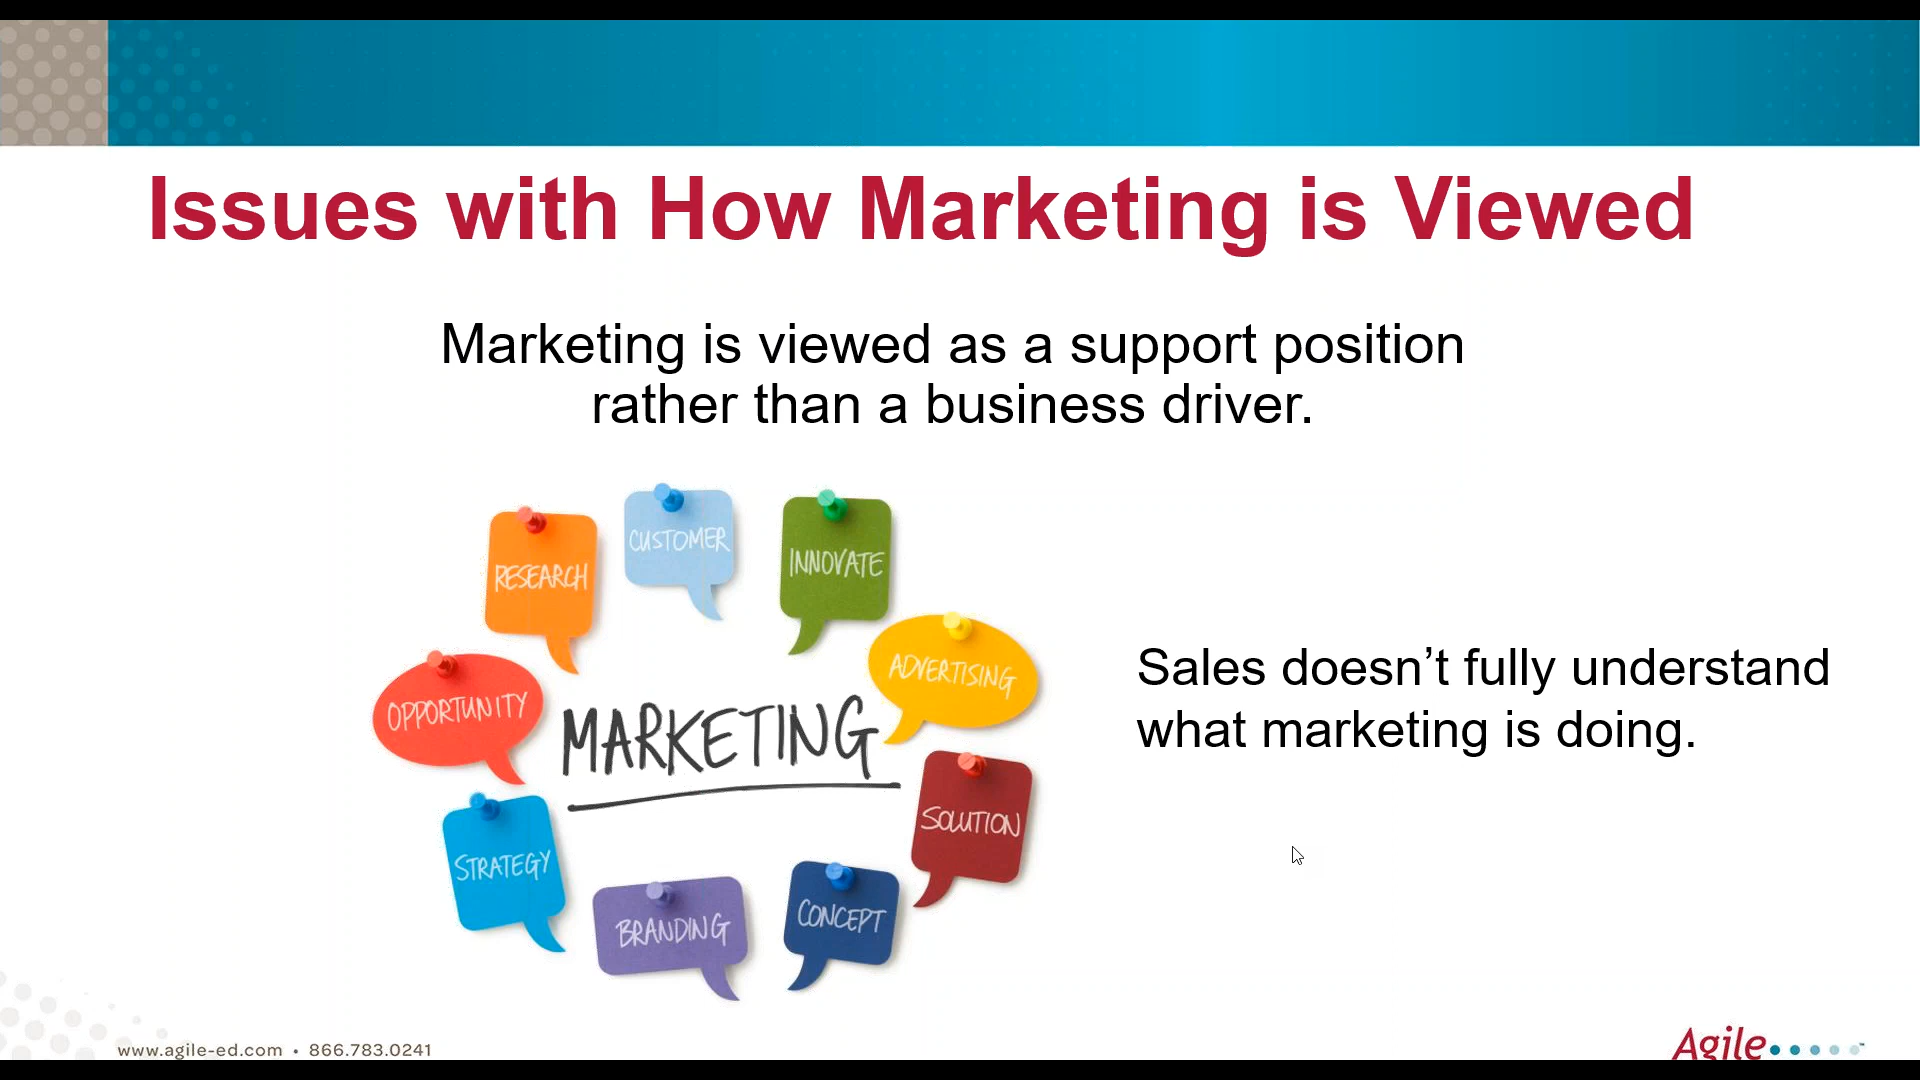 Issues with How Marketing is Viewed
Marketing is viewed as a support position
rather than a business driver.
RESEARCH
CUSTOMER
INNOVATE
OPPORTUNITY
MARKETING
ADVERTISING
STRATEGY
BRANDING
CONCEPT
SOLUTION
Sales doesn’t fully understand
what marketing is doing.
www.agile-ed.com • 866.783.0241
Agile